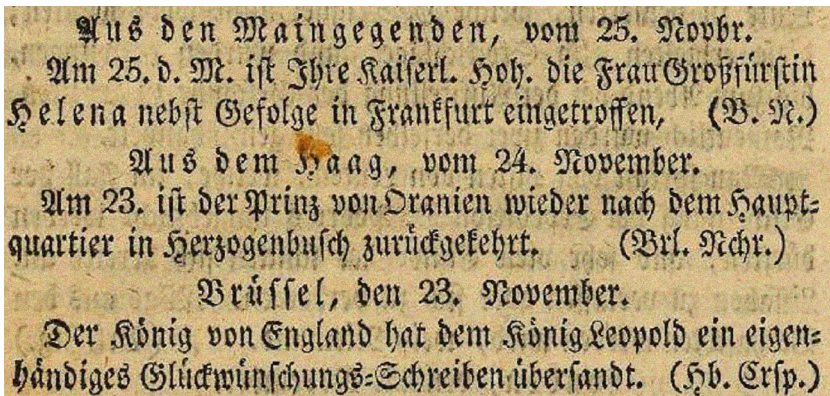 Aus den Maingegenden, vom 25. Novbr.
Am 25. d. M. ist Ihre Kaiserl. Hoh. die Frau Großfürstin
Helena nebst Gefolge in Frankfurt eingetroffen, (B. N.)
Aus dem Haag, vom 24. November.
Am 23. ist der Prinz von Oranien wieder nach dem Haupt-
quartier in Herzogenbusch zurückgekehrt. (Brl. Nchr.)
Brüssel, den 23. November.
Der König von England hat dem König Leopold ein eigen-
händiges Glückwünschungs-Schreiben übersandt. (Hb. Crsp.)